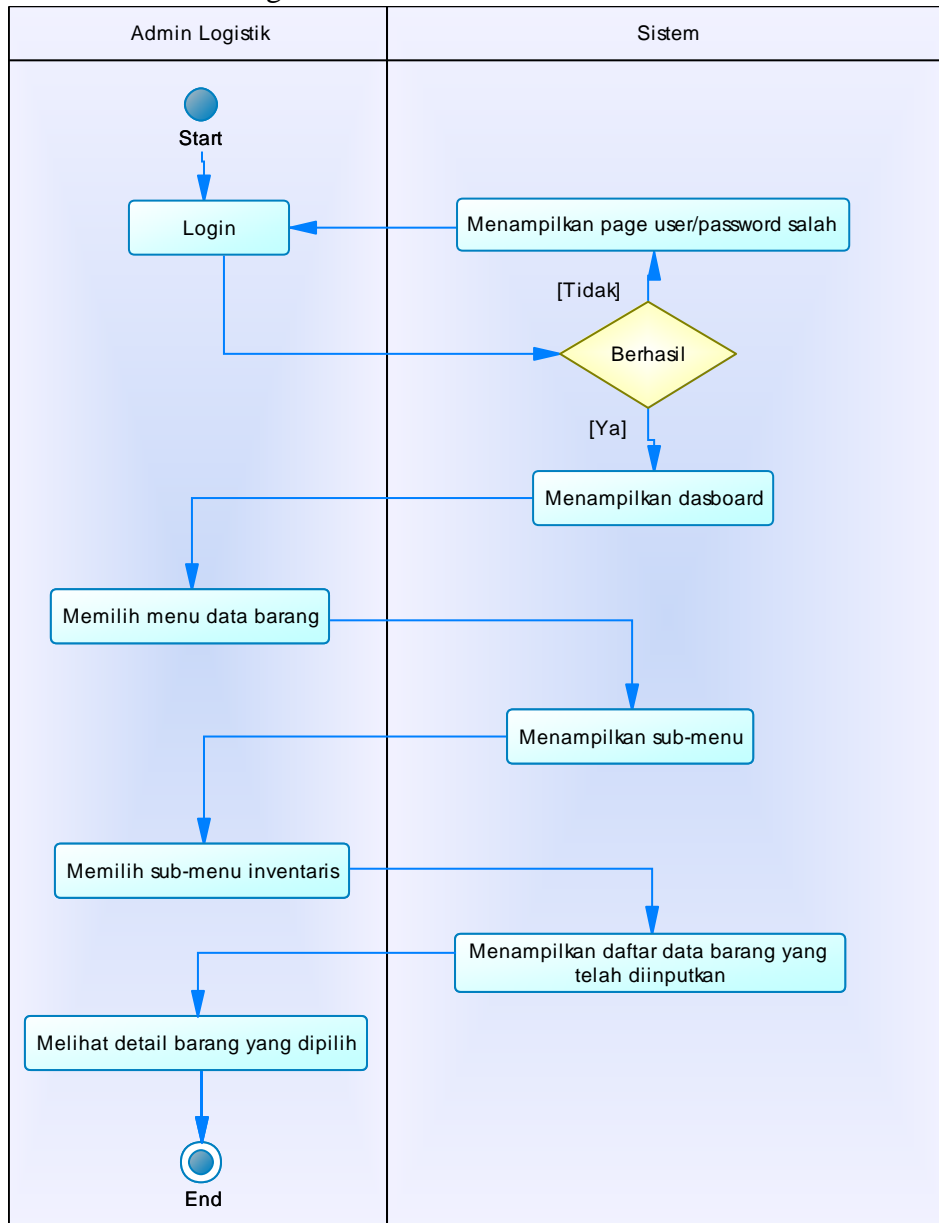 Admin Logistik
Sistem
Start
Login
Menampilkan page user/password salah
[Tidak]
Berhasil
[Ya]
Menampilkan dasboard
Memilih menu data barang
Menampilkan sub-menu
Memilih sub-menu inventaris
Menampilkan daftar data barang yang
telah diinputkan
Melihat detail barang yang dipilih
End